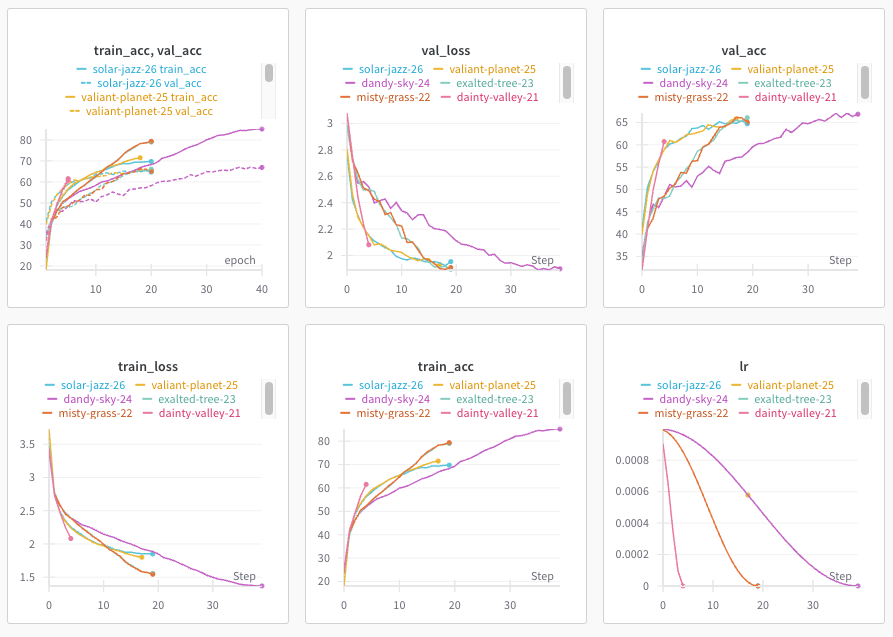 train_acc, val_acc
solar-jazz-26 train_acc
solar-jazz-26 val_acc
valiant-planet-25 train_acc
valiant-planet-25 val_acc
80
70
60
50
40
30
20
epoch
10 20 30 40
val_loss
solar-jazz-26 valiant-planet-25
dandy-sky-24 exalted-tree-23
misty-grass-22 dainty-valley-21
3
2.8
2.6
2.4
2.2
2
Step
0 10 20 30
val_acc
solar-jazz-26 valiant-planet-25
dandy-sky-24 exalted-tree-23
misty-grass-22 dainty-valley-21
65
60
55
50
45
40
35
Step
0 10 20 30
train_loss
solar-jazz-26 valiant-planet-25
dandy-sky-24 exalted-tree-23
misty-grass-22 dainty-valley-21
3.5
3
2.5
2
1.5
Step
0 10 20 30
train_acc
solar-jazz-26 valiant-planet-25
dandy-sky-24 exalted-tree-23
misty-grass-22 dainty-valley-21
80
70
60
50
40
30
20
Step
0 10 20 30
lr
solar-jazz-26 valiant-planet-25
dandy-sky-24 exalted-tree-23
misty-grass-22 dainty-valley-21
0.0008
0.0006
0.0004
0.0002
0
Step
0 10 20 30